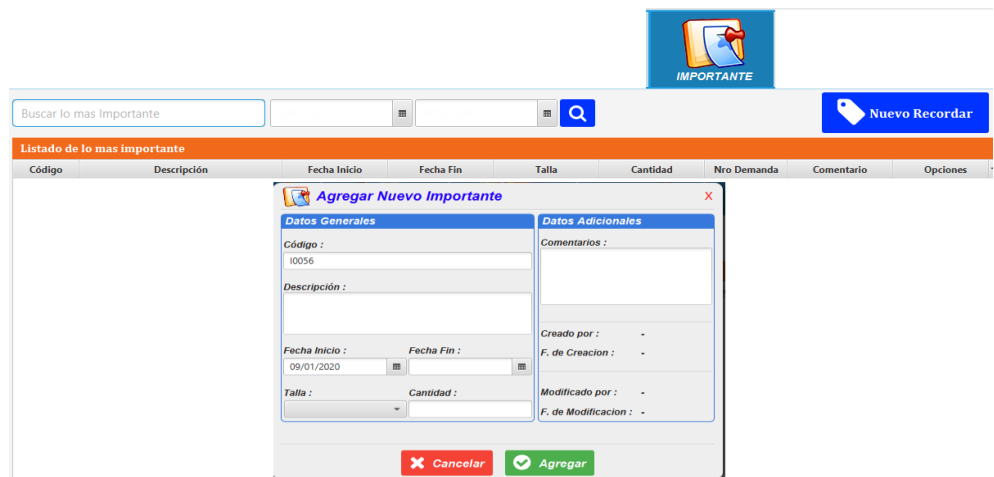 IMPORTANTE
Buscar lo mas Importante
Nuevo Recordar
Listado de lo mas importante
Código Descripción Fecha Inicio Fecha Fin Talla Cantidad Nro Demanda Comentario Opciones
Agregar Nuevo Importante X
Datos Generales
Código :
I0056
Descripción :
Fecha Inicio : Fecha Fin :
09/01/2020
Talla : Cantidad :
Datos Adicionales
Comentarios :
Creado por : -
F. de Creacion : -
Modificado por : -
F. de Modificacion : -
Cancelar Agregar